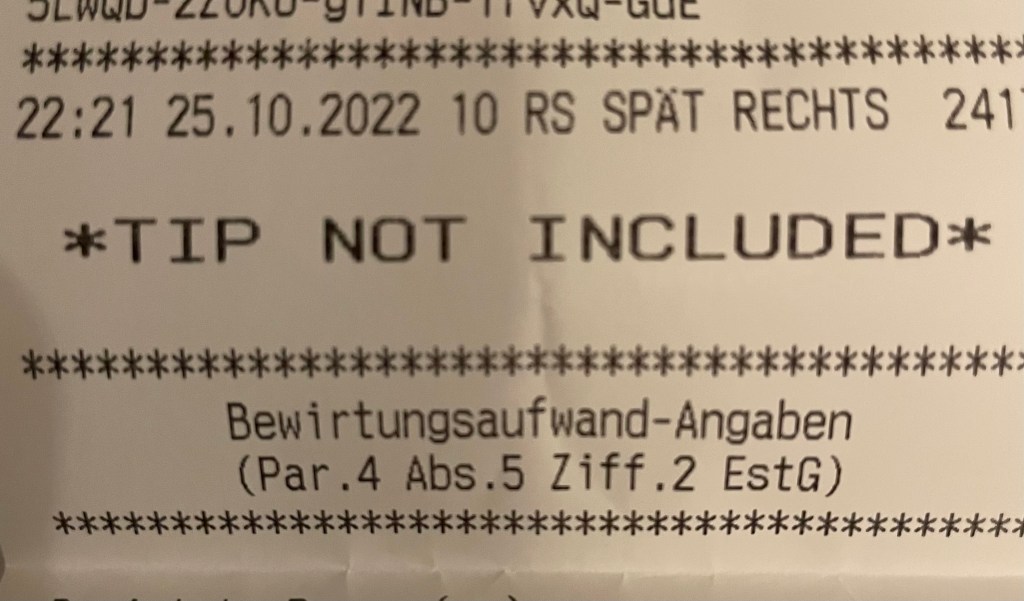 ****************************************
22:21 25.10.2022 10 RS SPÄT RECHTS 241
*TIP NOT INCLUDED*
****************************************
Bewirtungsaufwand-Angaben
(Par.4 Abs.5 Ziff.2 EstG)
***************************************